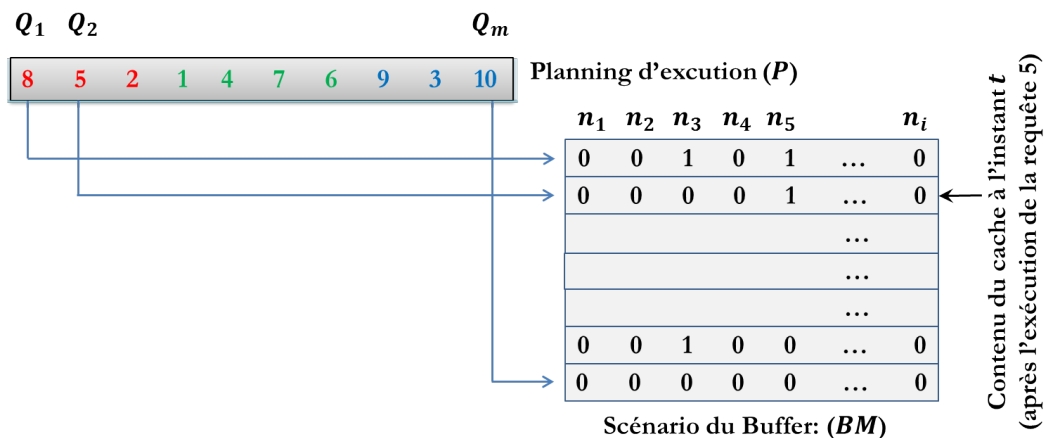 Q1 Q2 Qm
8 5 2 1 4 7 6 9 3 10
Planning d’excution (P)
n1 n2 n3 n4 n5 ni
0 0 1 0 1 ... 0
0 0 0 0 1 ... 0
...
...
...
0 0 1 0 0 ... 0
0 0 0 0 0 ... 0
Scénario du Buffer: (BM)
Contenu du cache à l’instant t
(après l’exécution de la requête 5)